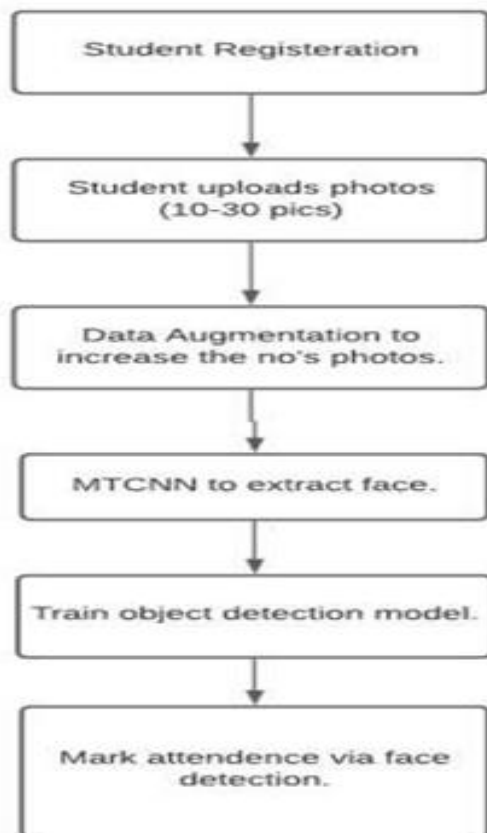 Student Registeration
Student uploads photos
(10-30 pics)
Data Augmentation to
increase the no's photos.
MTCNN to extract face.
Train object detection model.
Mark attendence via face
detection.